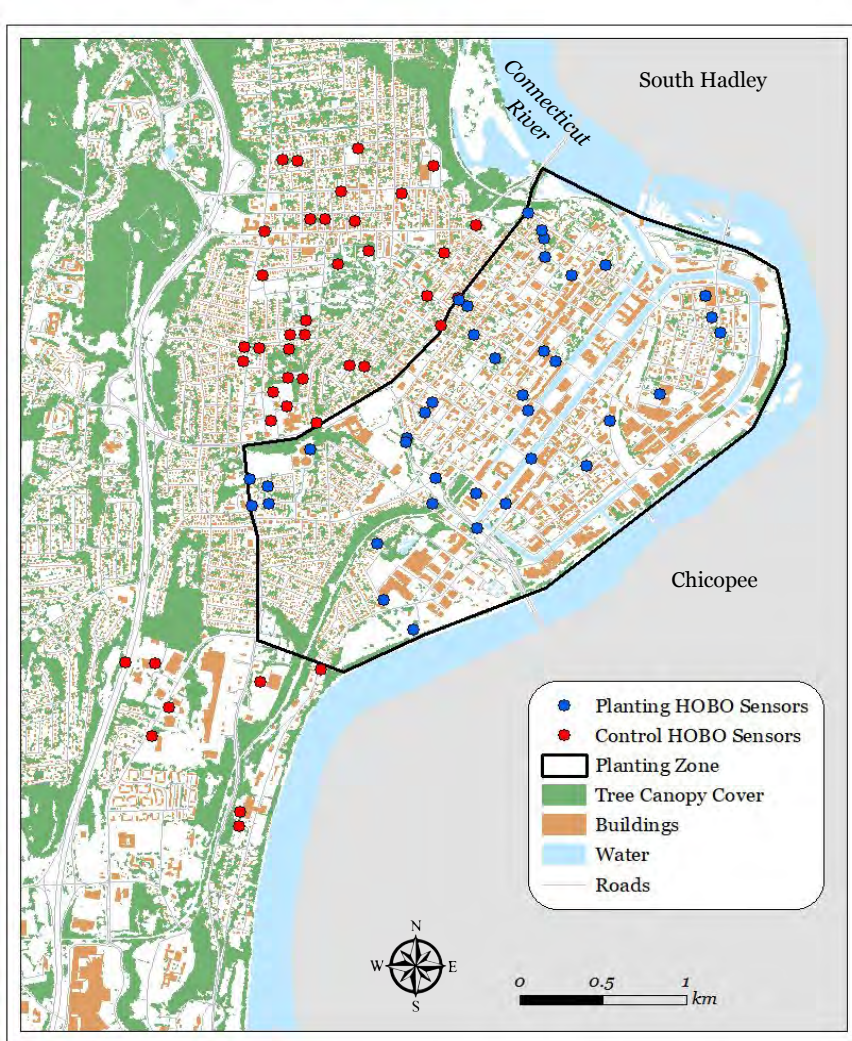 South Hadley
Connecticut
River
Chicopee
Planting HOBO Sensors
Control HOBO Sensors
Planting Zone
Tree Canopy Cover
Buildings
Water
Roads
N
W
E
S
0
0.5
1
km